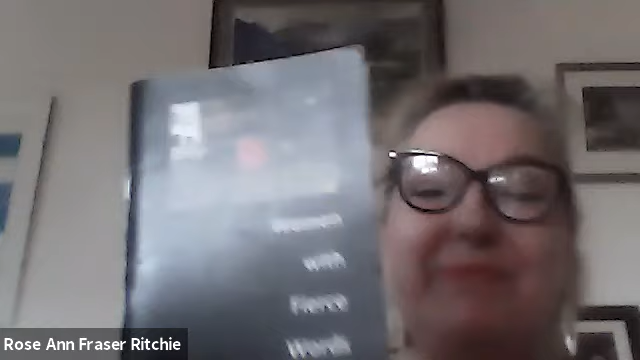 Women
with
Fierce
Words
Rose Ann Fraser Ritchie